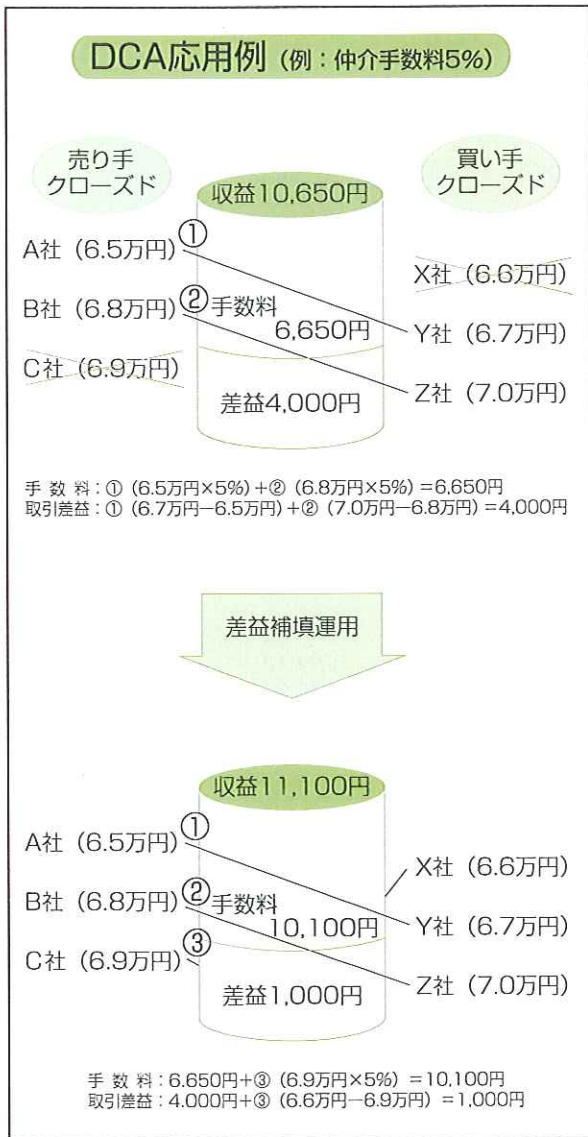 DCA応用例 (例：仲介手数料5%)
売り手
クローズド
買い手
クローズド
収益10,650円
A社（6.5万円）①
X社（6.6万円）
B社（6.8万円）②手数料
6,650円
Y社（6.7万円）
C社（6.9万円）
差益4,000円
Z社（7.0万円）
手 数 料：①（6.5万円×5%）+②（6.8万円×5%）=6,650円
取引差益：①（6.7万円−6.5万円）+②（7.0万円−6.8万円）=4,000円
差益補填運用
収益11,100円
A社（6.5万円）①
X社（6.6万円）
B社（6.8万円）②手数料
10,100円
Y社（6.7万円）
C社（6.9万円）③
差益1,000円
Z社（7.0万円）
手 数 料：6.650円+③（6.9万円×5%）=10,100円
取引差益：4.000円+③（6.6万円−6.9万円）=1,000円